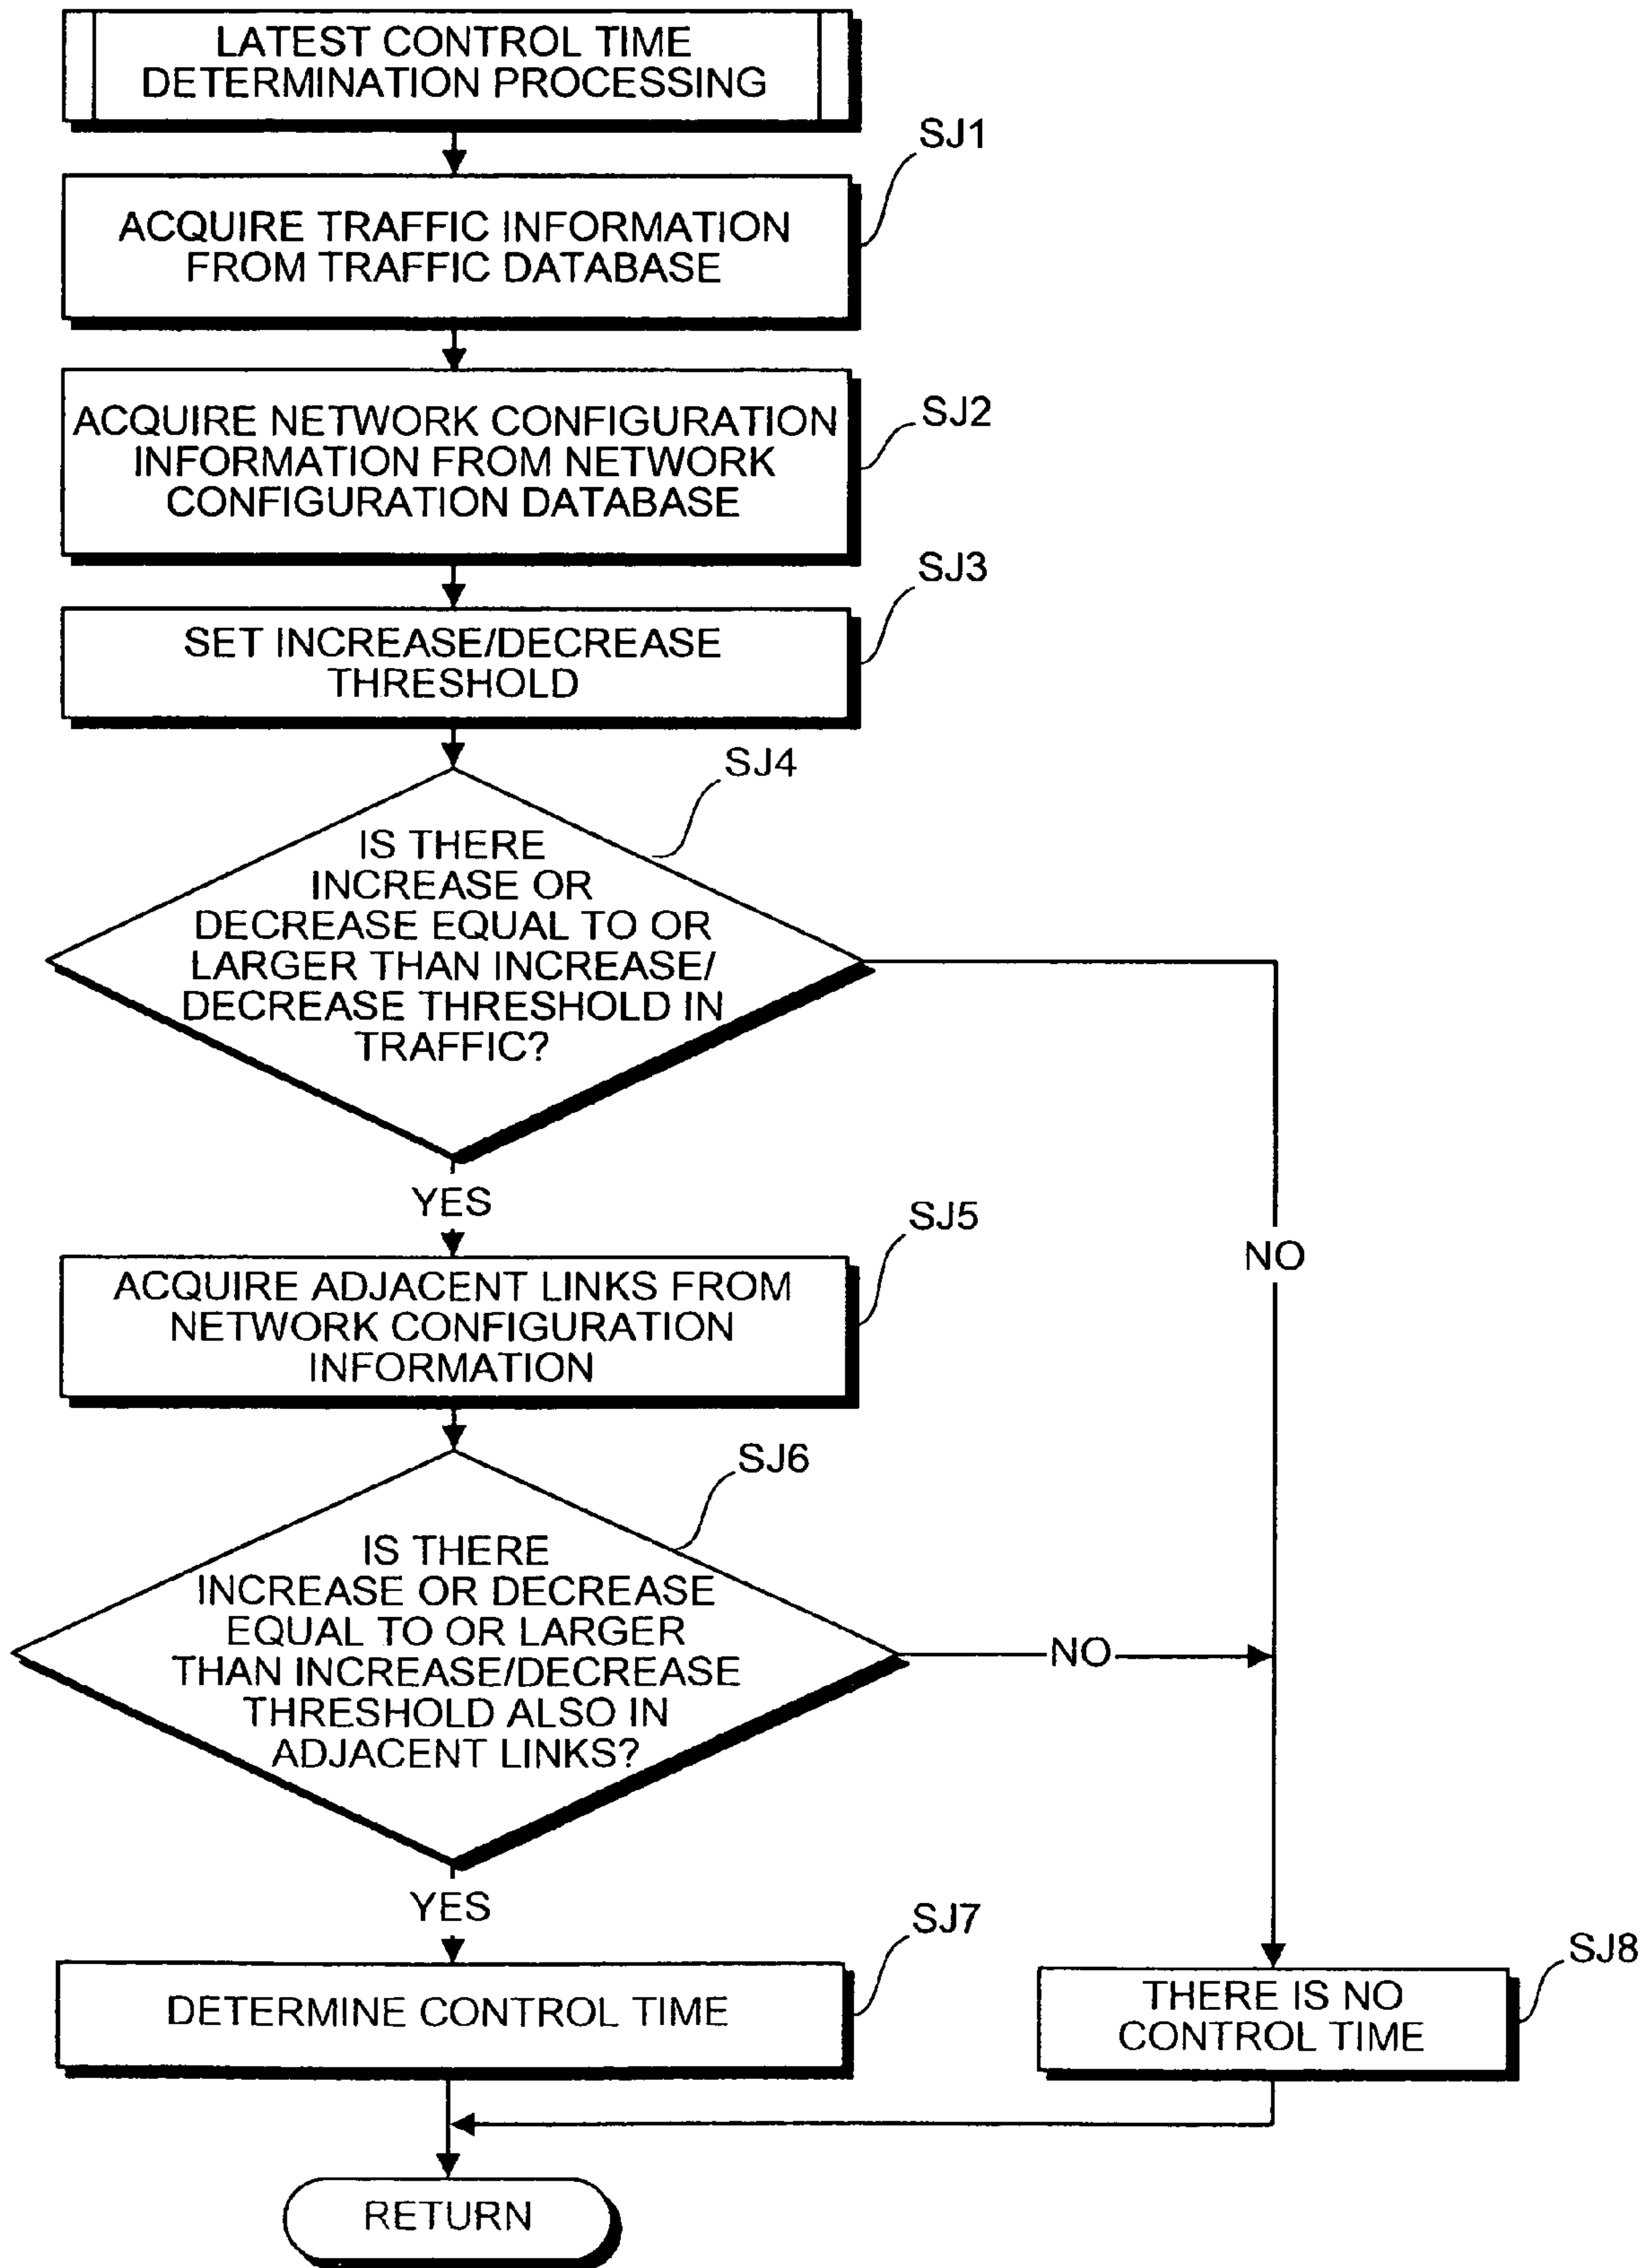 LATEST CONTROL TIME
DETERMINATION PROCESSING
SJ1
ACQUIRE TRAFFIC INFORMATION
FROM TRAFFIC DATABASE
SJ2
ACQUIRE NETWORK CONFIGURATION
INFORMATION FROM NETWORK
CONFIGURATION DATABASE
SJ3
SET INCREASE/DECREASE
THRESHOLD
SJ4
IS THERE
INCREASE OR
DECREASE EQUAL TO OR
LARGER THAN INCREASE/
DECREASE THRESHOLD IN
TRAFFIC?
YES
NO
SJ5
ACQUIRE ADJACENT LINKS FROM
NETWORK CONFIGURATION
INFORMATION
SJ6
IS THERE
INCREASE OR DECREASE
EQUAL TO OR LARGER
THAN INCREASE/DECREASE
THRESHOLD ALSO IN
ADJACENT LINKS?
NO
YES
SJ7
DETERMINE CONTROL TIME
SJ8
THERE IS NO
CONTROL TIME
RETURN